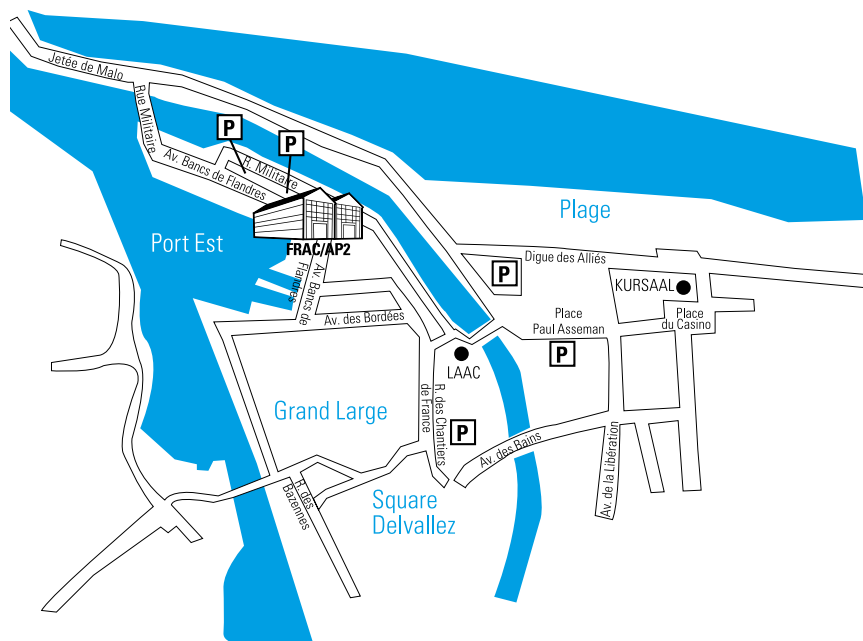 Jetée de Malo
Rue Militaire
P
P
R. Militaire
Av. Bancs de Flandres
Plage
Port Est
FRAC/AP2
Digue des Alliés
P
Av. Bancs de
Flandres
KURSAAL
Place
Paul Asseman
Place
du Casino
Av. des Bordées
P
LAAC
R. des Chantiers
de France
Grand Large
P
Av. des Bains
Av. de la Libération
R. des
Bazennes
Square
Delvallez